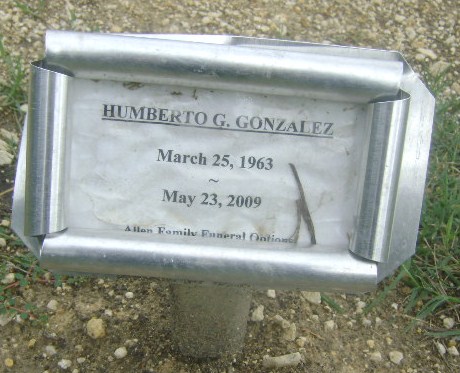 HUMBERTO G. GONZALEZ
March 25, 1963
~
May 23, 2009
Allen Family Funeral Options